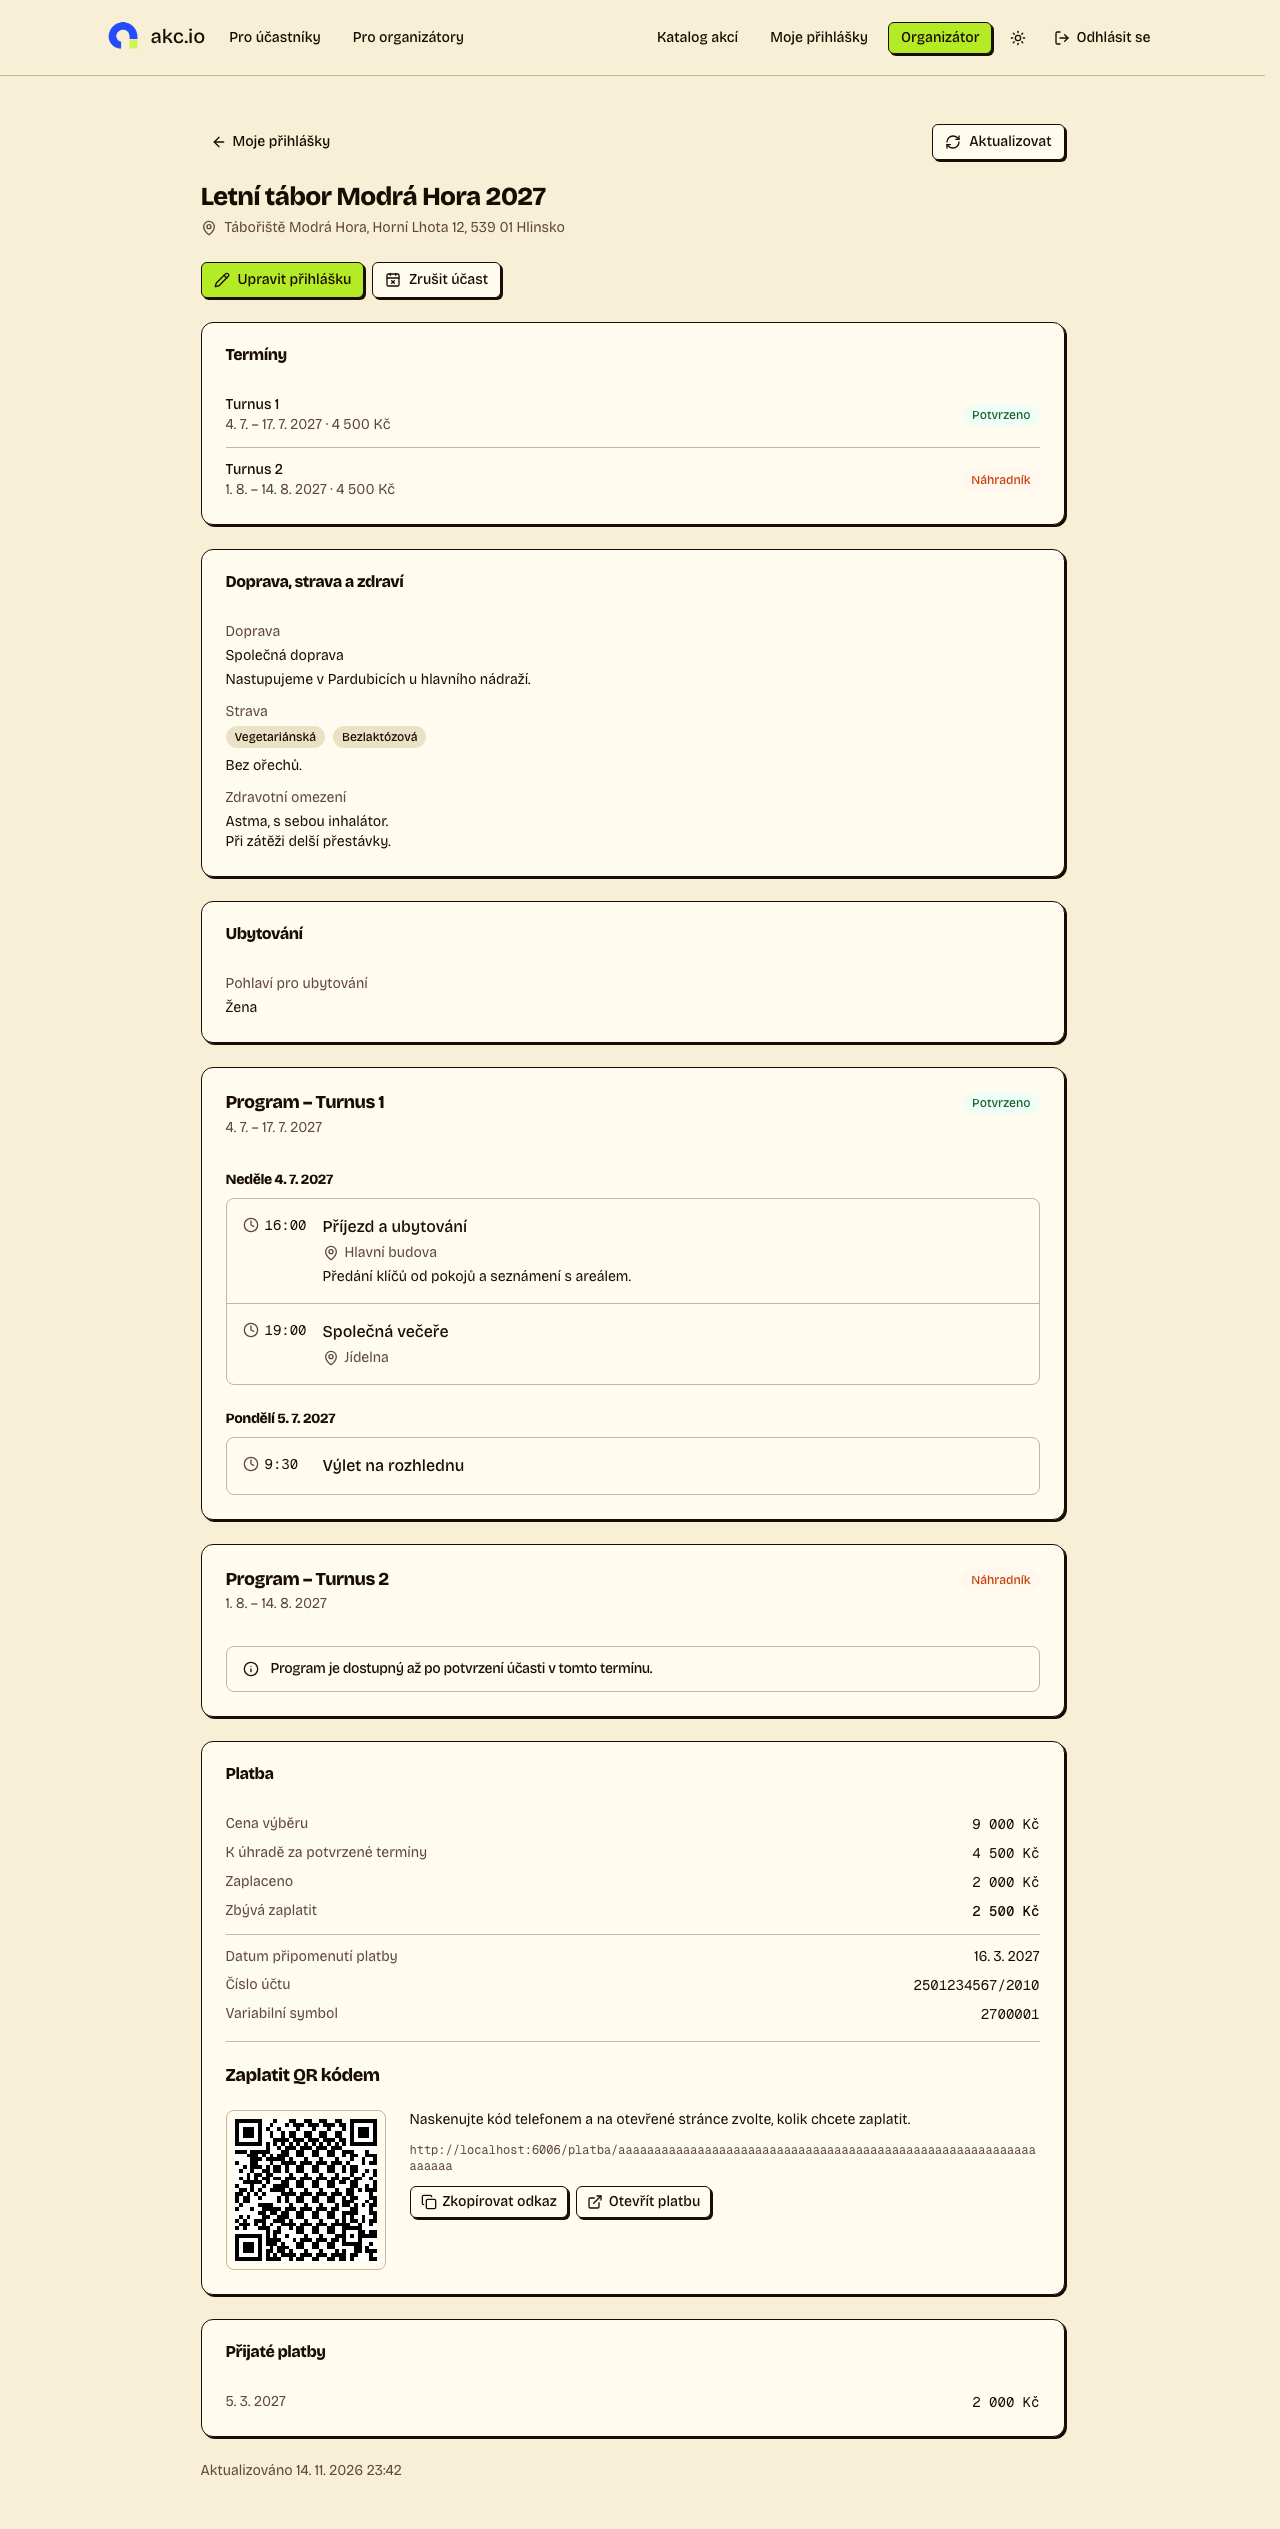 akc.io
Pro účastníky
Pro organizátory
Katalog akcí
Moje přihlášky
Organizátor
Odhlásit se
Moje přihlášky
Aktualizovat
Letní tábor Modrá Hora 2027
Tábořiště Modrá Hora, Horní Lhota 12, 539 01 Hlinsko
Upravit přihlášku
Zrušit účast
Termíny
Turnus 1
4. 7. – 17. 7. 2027 · 4 500 Kč
Potvrzeno
Turnus 2
1. 8. – 14. 8. 2027 · 4 500 Kč
Náhradník
Doprava, strava a zdraví
Doprava
Společná doprava
Nastupujeme v Pardubicích u hlavního nádraží.
Strava
Vegetariánská
Bezlaktózová
Bez ořechů.
Zdravotní omezení
Astma, s sebou inhalátor.
Při zátěži delší přestávky.
Ubytování
Pohlaví pro ubytování
Žena
Program – Turnus 1
Potvrzeno
4. 7. – 17. 7. 2027
Neděle 4. 7. 2027
16:00
Příjezd a ubytování
Hlavní budova
Předání klíčů od pokojů a seznámení s areálem.
19:00
Společná večeře
Jídelna
Pondělí 5. 7. 2027
9:30
Výlet na rozhlednu
Program – Turnus 2
Náhradník
1. 8. – 14. 8. 2027
Program je dostupný až po potvrzení účasti v tomto termínu.
Platba
Cena výběru
9 000 Kč
K úhradě za potvrzené termíny
4 500 Kč
Zaplaceno
2 000 Kč
Zbývá zaplatit
2 500 Kč
Datum připomenutí platby
16. 3. 2027
Číslo účtu
2501234567/2010
Variabilní symbol
2700001
Zaplatit QR kódem
Naskenujte kód telefonem a na otevřené stránce zvolte, kolik chcete zaplatit.
http://localhost:6006/platba/aaaaaaaaaaaaaaaaaaaaaaaaaaaaaaaaaaaaaaaaaaaaaaaaaaaaaaaaaa
aaaaaa
Zkopírovat odkaz
Otevřít platbu
Přijaté platby
5. 3. 2027
2 000 Kč
Aktualizováno 14. 11. 2026 23:42